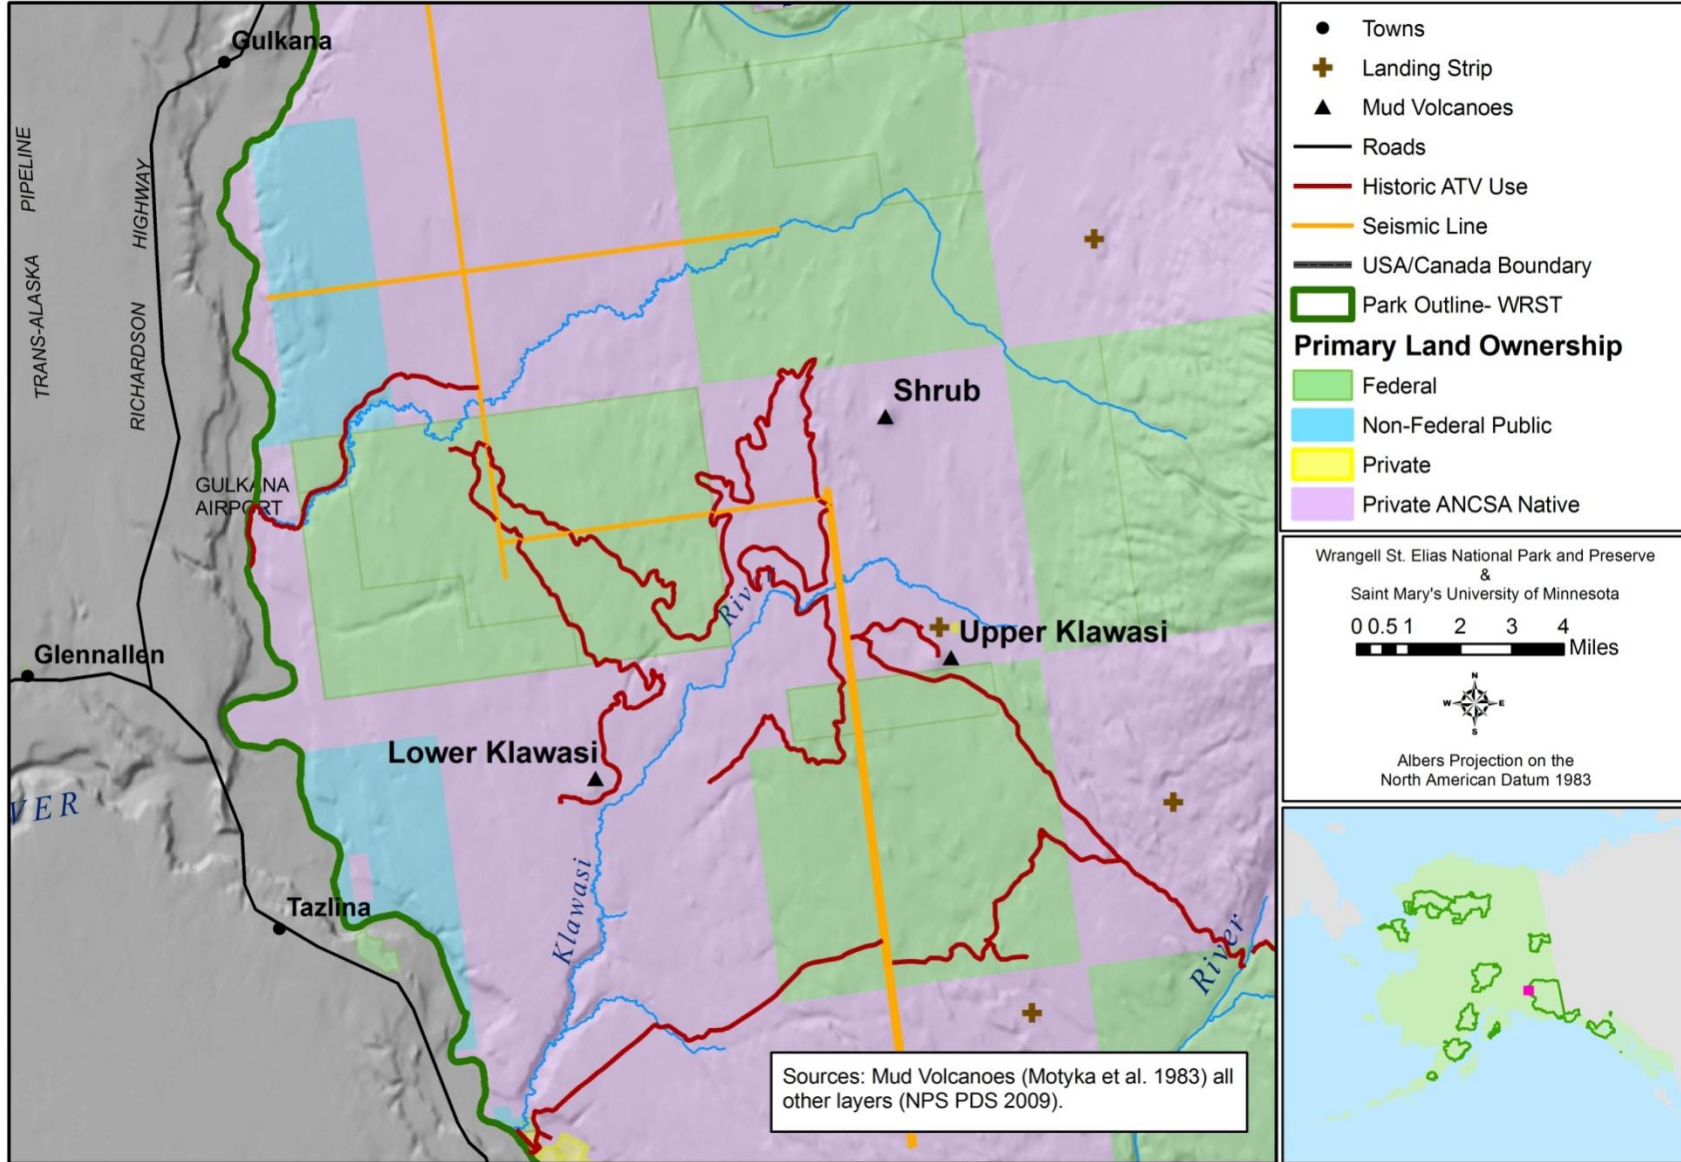 Gulkana
TRANS-ALASKA PIPELINE
RICHARDSON HIGHWAY
Shrub
GULKANA
AIRPORT
River
Upper Klawasi
Glennallen
Lower Klawasi
VER
Klawasi
Tazlina
River
Sources: Mud Volcanoes (Motyka et al. 1983) all
other layers (NPS PDS 2009).
Towns
Landing Strip
Mud Volcanoes
Roads
Historic ATV Use
Seismic Line
USA/Canada Boundary
Park Outline- WRST
Primary Land Ownership
Federal
Non-Federal Public
Private
Private ANCSA Native
Wrangell St. Elias National Park and Preserve
&
Saint Mary's University of Minnesota
0 0.5 1 2 3 4
Miles
N
W E
S
Albers Projection on the
North American Datum 1983